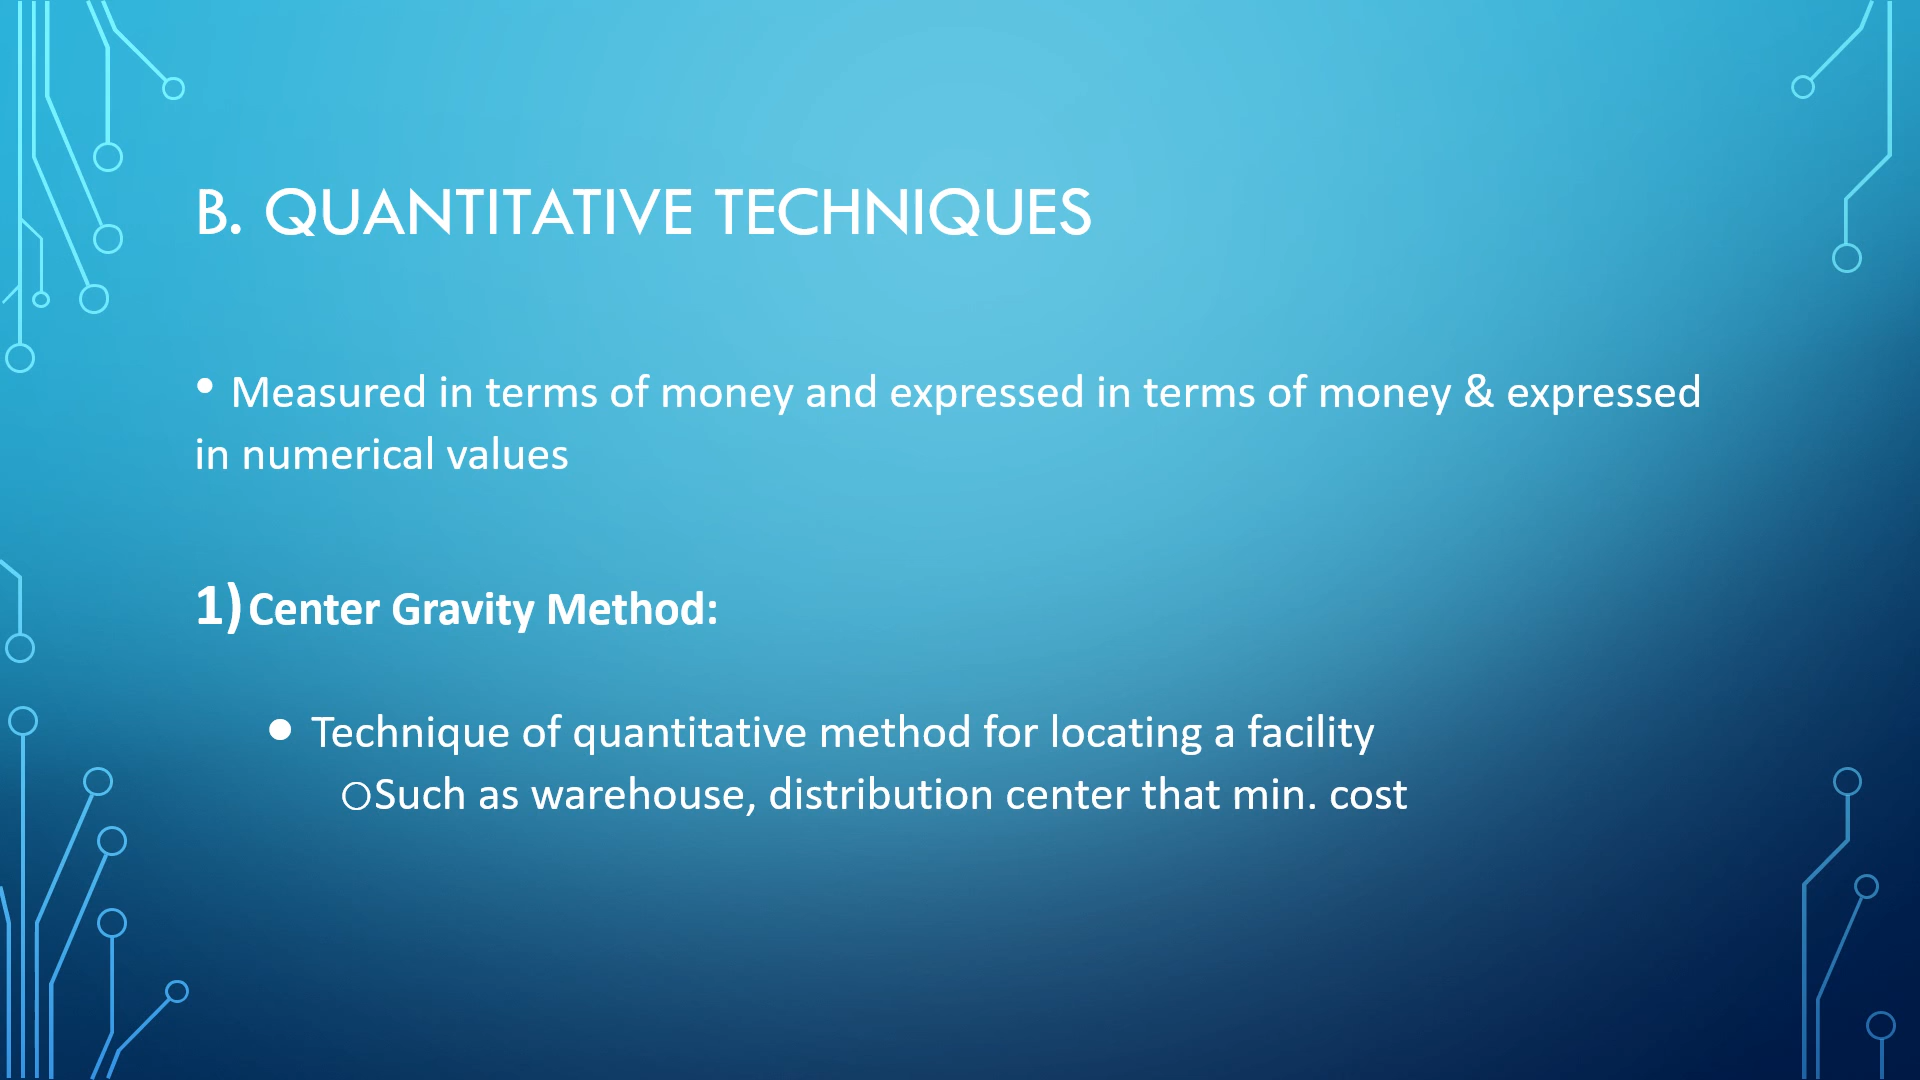 B. QUANTITATIVE TECHNIQUES
• Measured in terms of money and expressed in terms of money & expressed
in numerical values
1) Center Gravity Method:
• Technique of quantitative method for locating a facility
○Such as warehouse, distribution center that min. cost